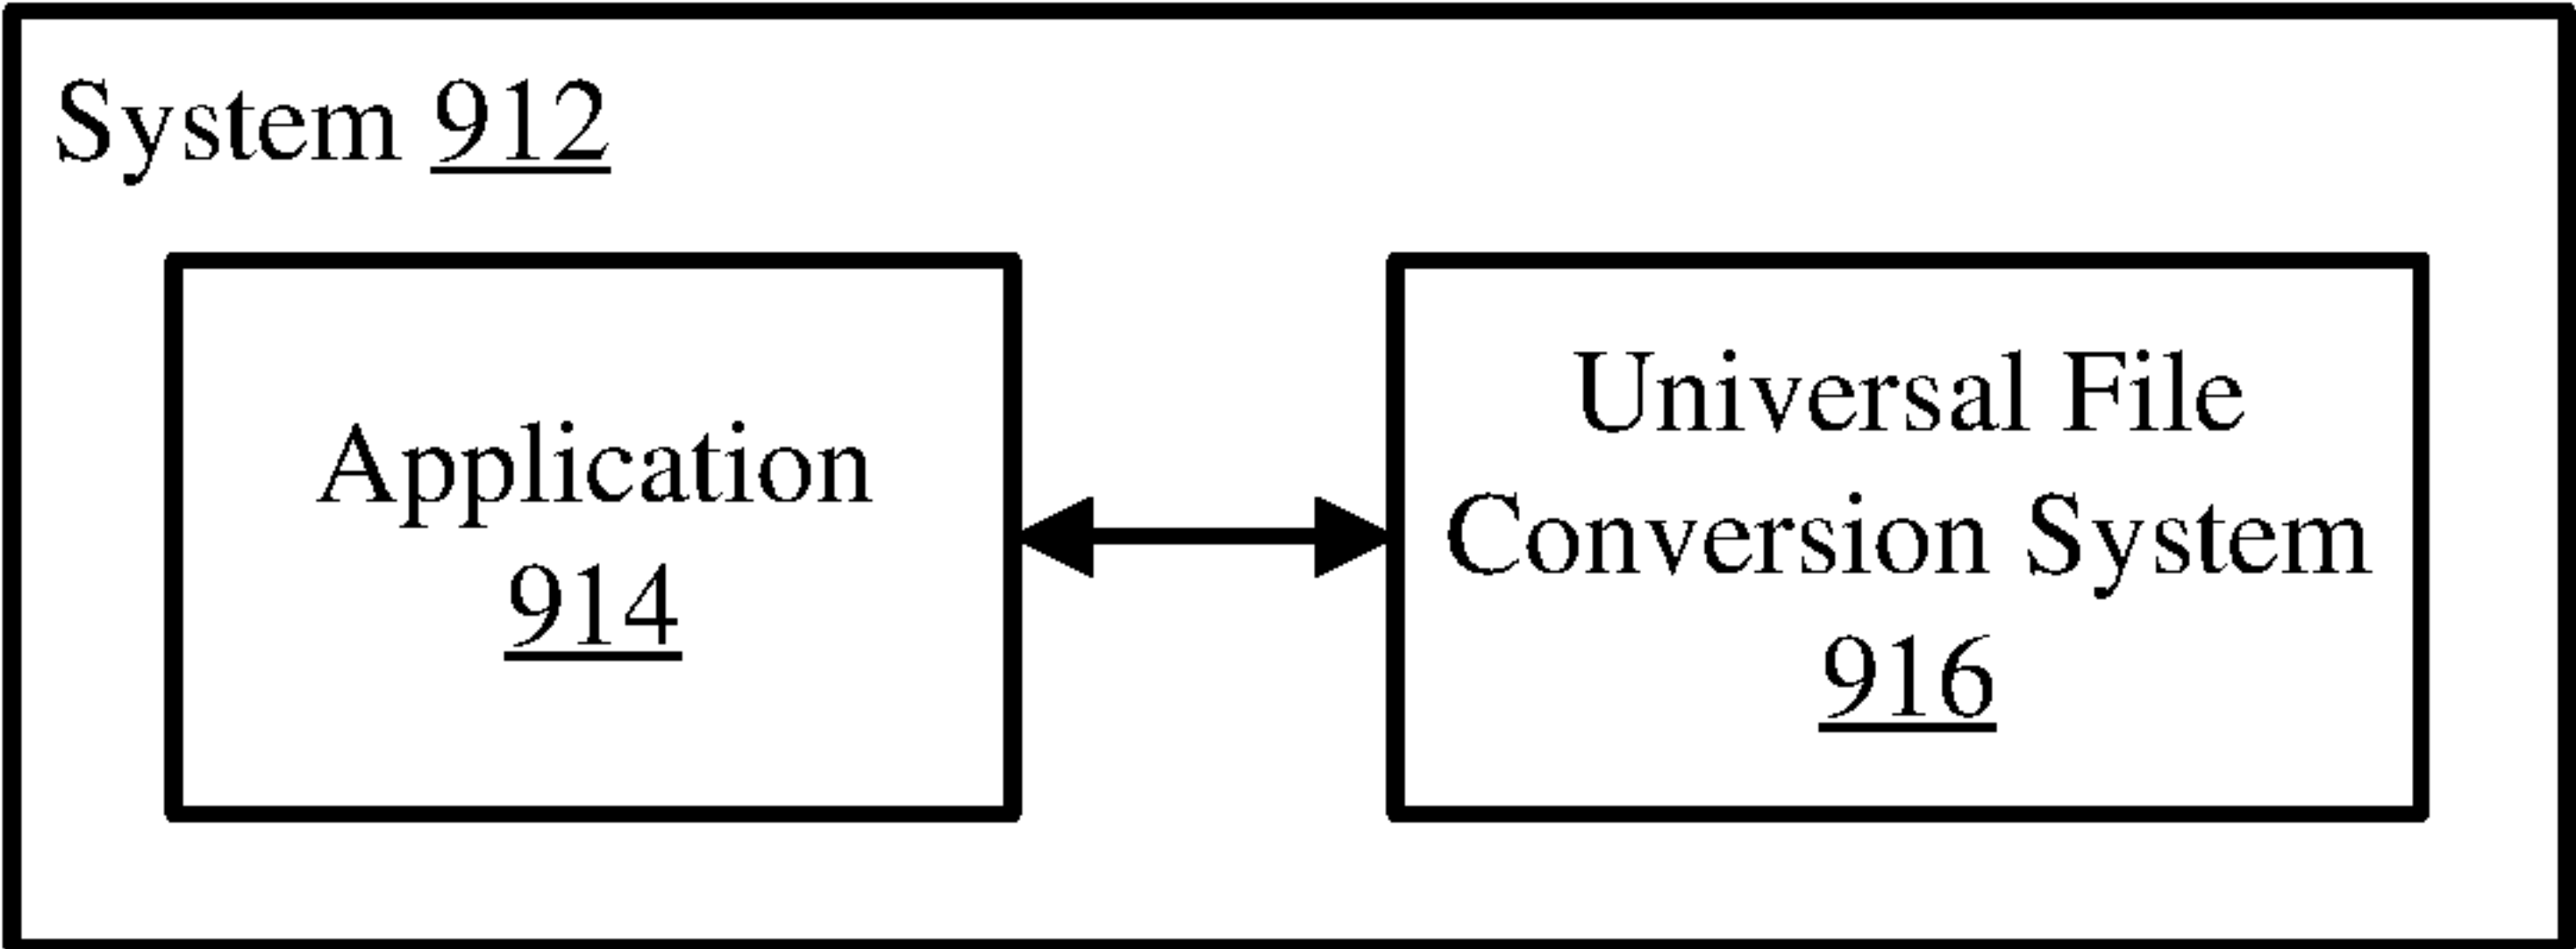 System 912
Application
914
Universal File
Conversion System
916